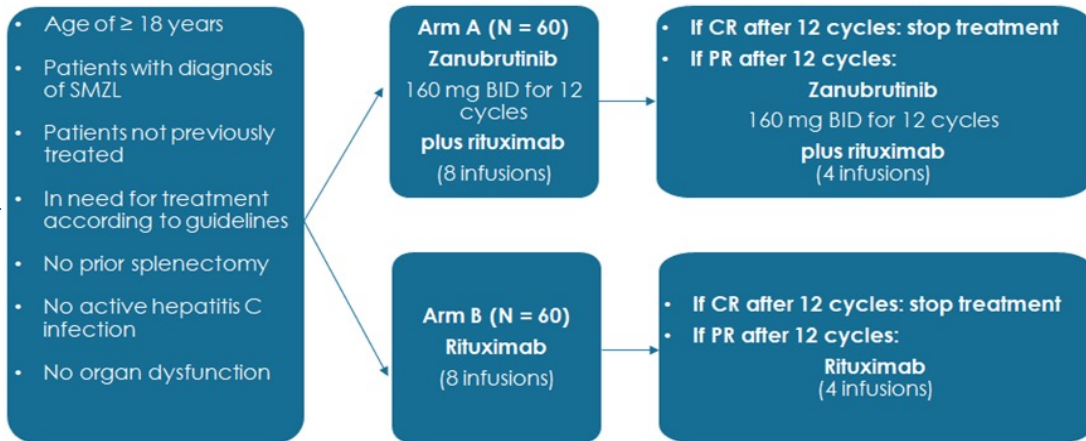 • Age of ≥ 18 years
• Patients with diagnosis
of SMZL
• Patients not previously
treated
• In need for treatment
according to guidelines
• No prior splenectomy
• No active hepatitis C
infection
• No organ dysfunction
Arm A (N = 60)
Zanubrutinib
160 mg BID for 12
cycles
plus rituximab
(8 infusions)
• If CR after 12 cycles: stop treatment
• If PR after 12 cycles:
Zanubrutinib
160 mg BID for 12 cycles
plus rituximab
(4 infusions)
Arm B (N = 60)
Rituximab
(8 infusions)
• If CR after 12 cycles: stop treatment
• If PR after 12 cycles:
Rituximab
(4 infusions)